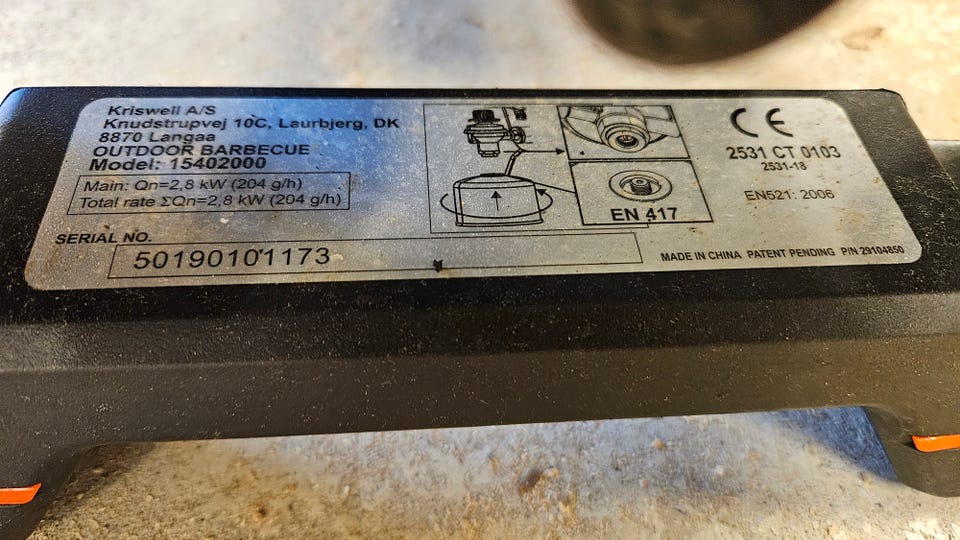 Kriswell A/S
Knudstrupvej 10C, Laurbjerg, DK
8870 Langaa
OUTDOOR BARBECUE
Model: 15402000
Main: Qn=2,8 kW (204 g/h)
Total rate ΣQn=2,8 kW (204 g/h)
SERIAL NO.
50190101173
EN 417
CE
2531 CT 0103
2531-18
EN521: 2006
MADE IN CHINA PATENT PENDING P/N 29104850